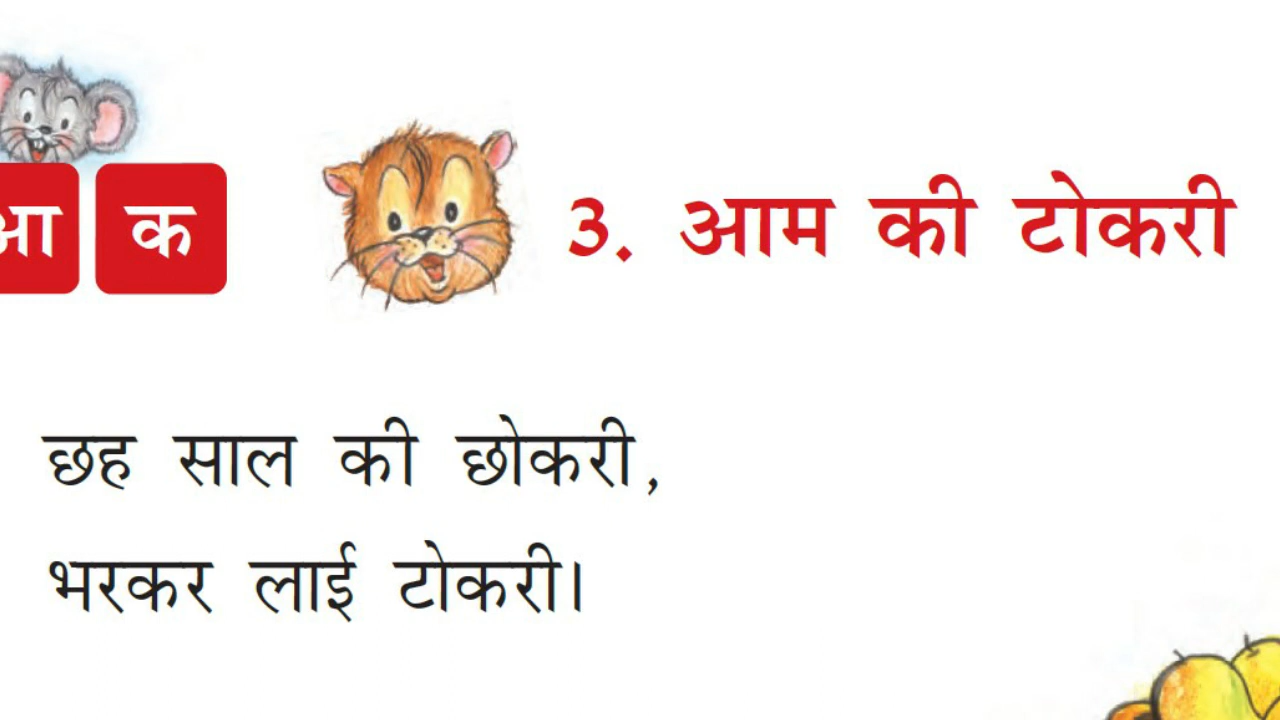 आ क
3. आम की टोकरी
छह साल की छोकरी,
भरकर लाई टोकरी।